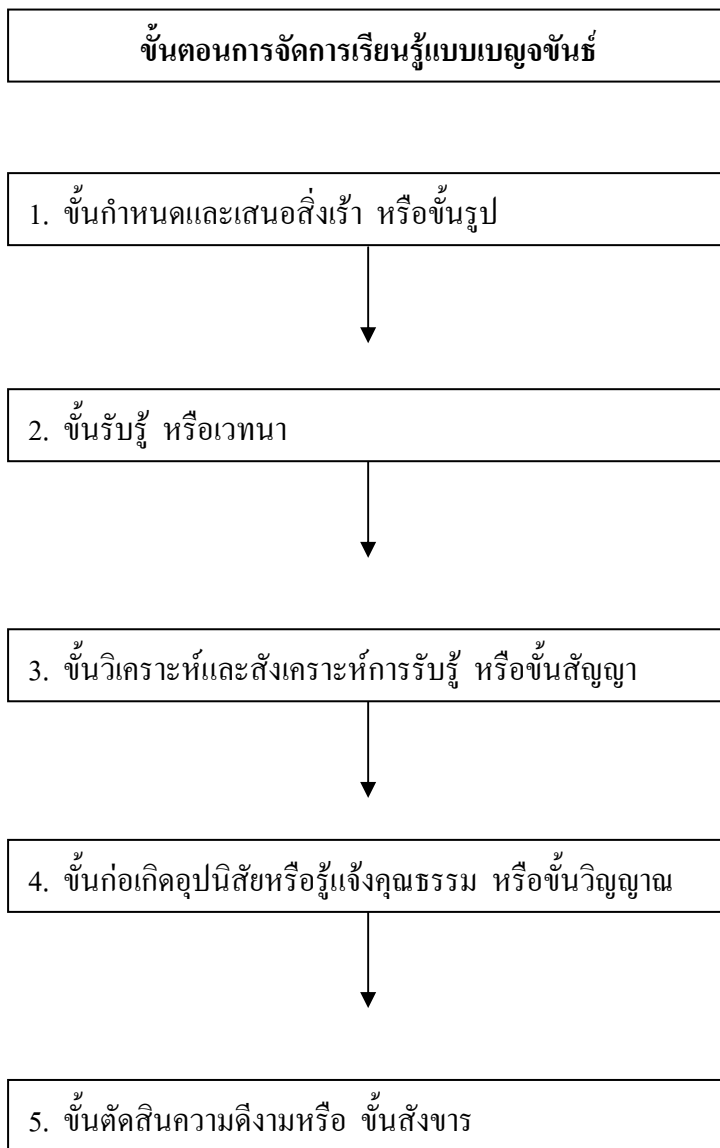 ขั้นตอนการจัดการเรียนรู้แบบเบญจขันธ์
1. ขั้นกำหนดและเสนอสิ่งเร้า หรือขั้นรูป
2. ขั้นรับรู้ หรือเวทนา
3. ขั้นวิเคราะห์และสังเคราะห์การรับรู้ หรือขั้นสัญญา
4. ขั้นก่อเกิดอุปนิสัยหรือรู้แจ้งคุณธรรม หรือขั้นวิญญาณ
5. ขั้นตัดสินความดีงามหรือ ขั้นสังขาร